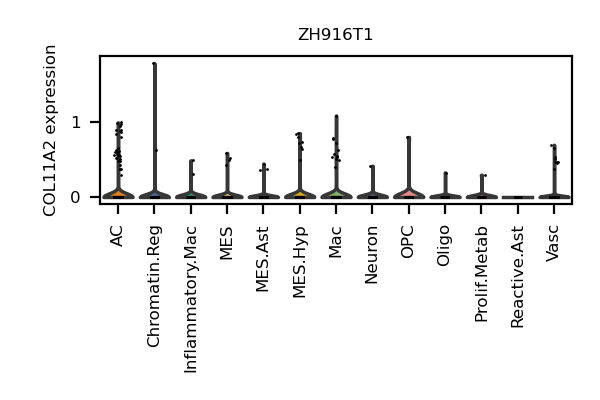 ZH916T1
COL11A2 expression
1
0
AC
Chromatin.Reg
Inflammatory.Mac
MES
MES.Ast
MES.Hyp
Mac
Neuron
OPC
Oligo
Prolif.Metab
Reactive.Ast
Vasc